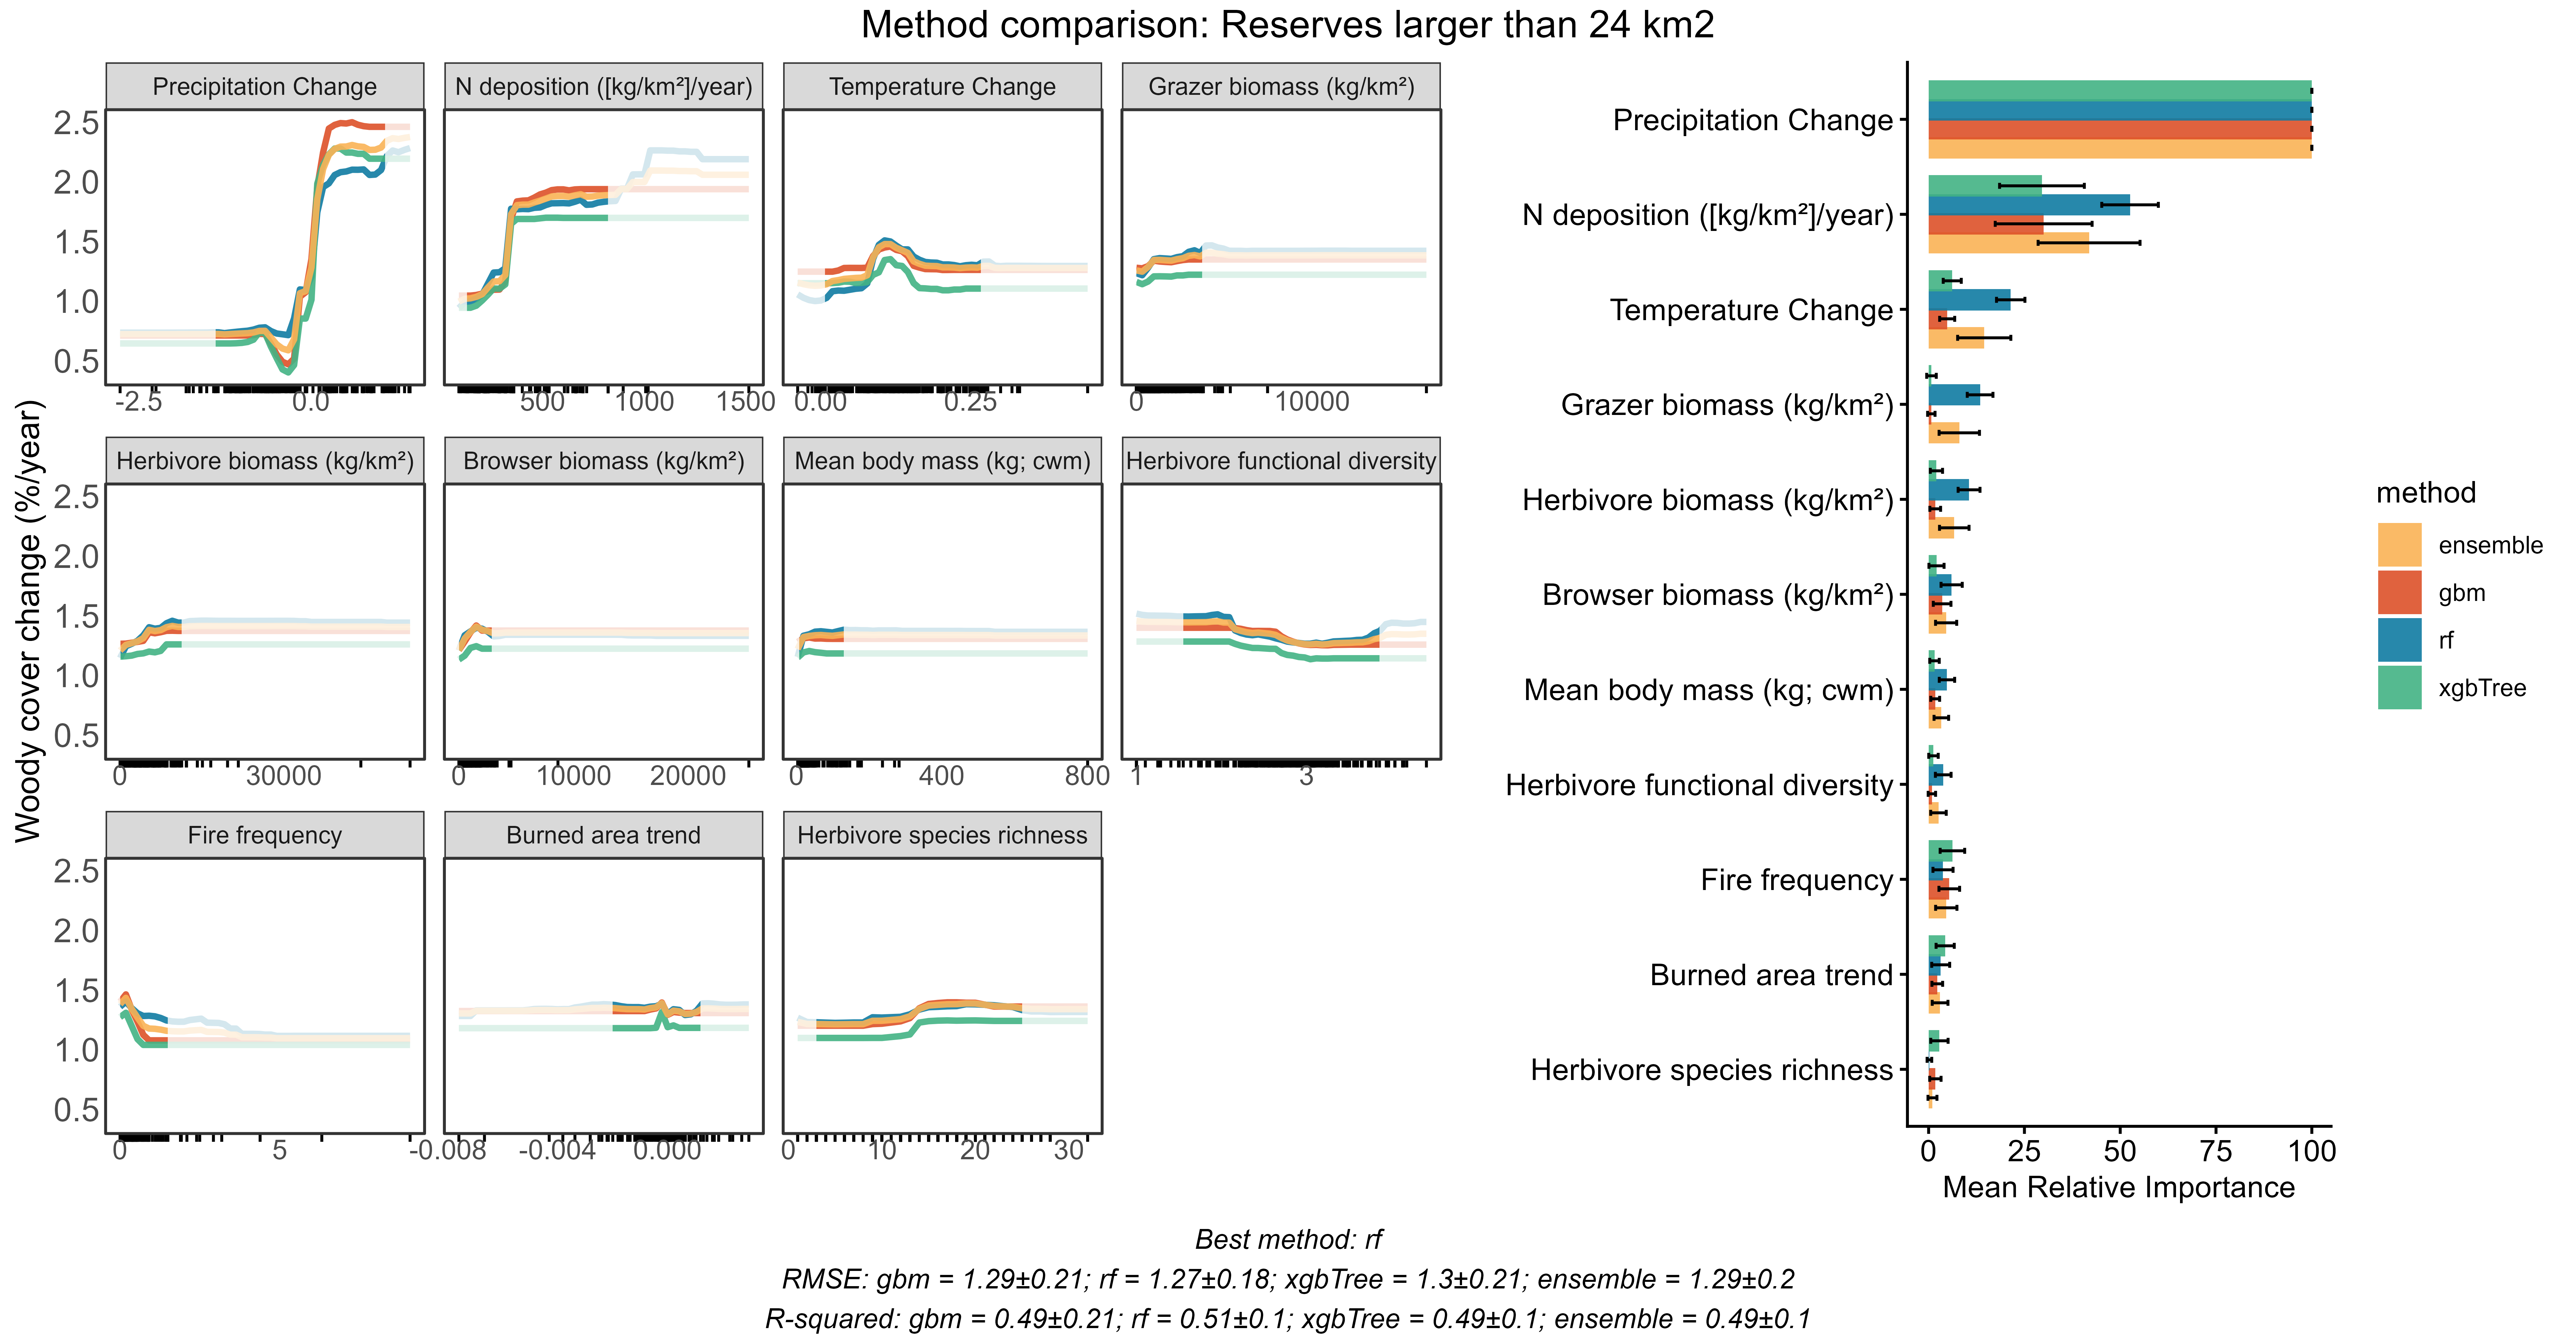 Method comparison: Reserves larger than 24 km2
Woody cover change (%/year)
Precipitation Change
N deposition ([kg/km²]/year)
Temperature Change
Grazer biomass (kg/km²)
2.5
2.0
1.5
1.0
0.5
-2.5 0.0
500 1000 1500
0.00 0.25
0 10000
Herbivore biomass (kg/km²)
Browser biomass (kg/km²)
Mean body mass (kg; cwm)
Herbivore functional diversity
2.5
2.0
1.5
1.0
0.5
0 30000
0 10000 20000
0 400 800
1 3
Fire frequency
Burned area trend
Herbivore species richness
2.5
2.0
1.5
1.0
0.5
0 5
-0.008 -0.004 0.000
0 10 20 30
Precipitation Change
N deposition ([kg/km²]/year)
Temperature Change
Grazer biomass (kg/km²)
Herbivore biomass (kg/km²)
Browser biomass (kg/km²)
Mean body mass (kg; cwm)
Herbivore functional diversity
Fire frequency
Burned area trend
Herbivore species richness
0 25 50 75 100
Mean Relative Importance
method
ensemble
gbm
rf
xgbTree
Best method: rf
RMSE: gbm = 1.29±0.21; rf = 1.27±0.18; xgbTree = 1.3±0.21; ensemble = 1.29±0.2
R-squared: gbm = 0.49±0.21; rf = 0.51±0.1; xgbTree = 0.49±0.1; ensemble = 0.49±0.1